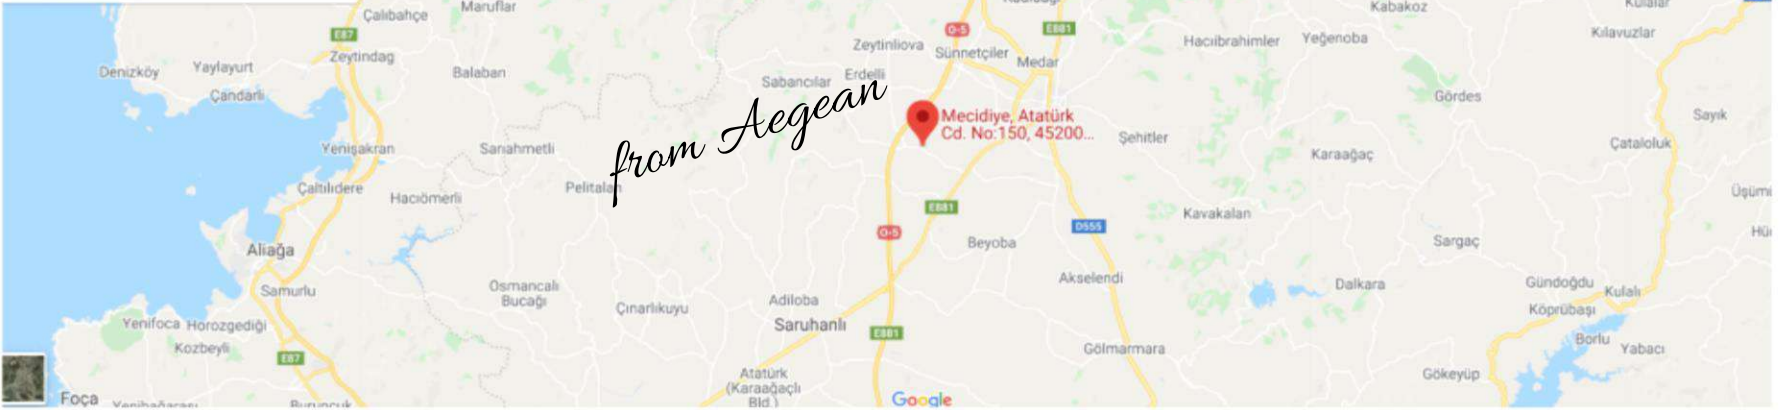 Maruflar
Kabakoz
Çalıbahçe
E87
O-5
E881
Kılavuzlar
Zeytindag
Zeytinliova
Sünnetçiler
Hacıibrahimler
Yeğenoba
Medar
Denizköy
Yaylayurt
Balaban
Sabancılar
Erdelli
Çandarlı
Gördes
from Aegean
Mecidiye, Atatürk
Cd. No:150, 45200...
Sayık
Şehitler
Yenişakran
Sarıahmetli
Karaağaç
Çataloluk
Çaltılıdere
Hacıömerli
Pelitalan
Üşümü
E881
Kavakalan
D555
O-5
Beyoba
Sargaç
Aliağa
Akselendi
Samurlu
Osmancalı
Bucağı
Çınarlıkuyu
Adiloba
Dalkara
Gündoğdu
Kulalı
Köprübaşı
Yenifoca
Horozgediği
Saruhanlı
E881
Kozbeyli
Gölmarmara
Borlu
Yabacı
E87
Atatürk
(Karaağaçlı
Bld.)
Gökeyüp
Foça
Google